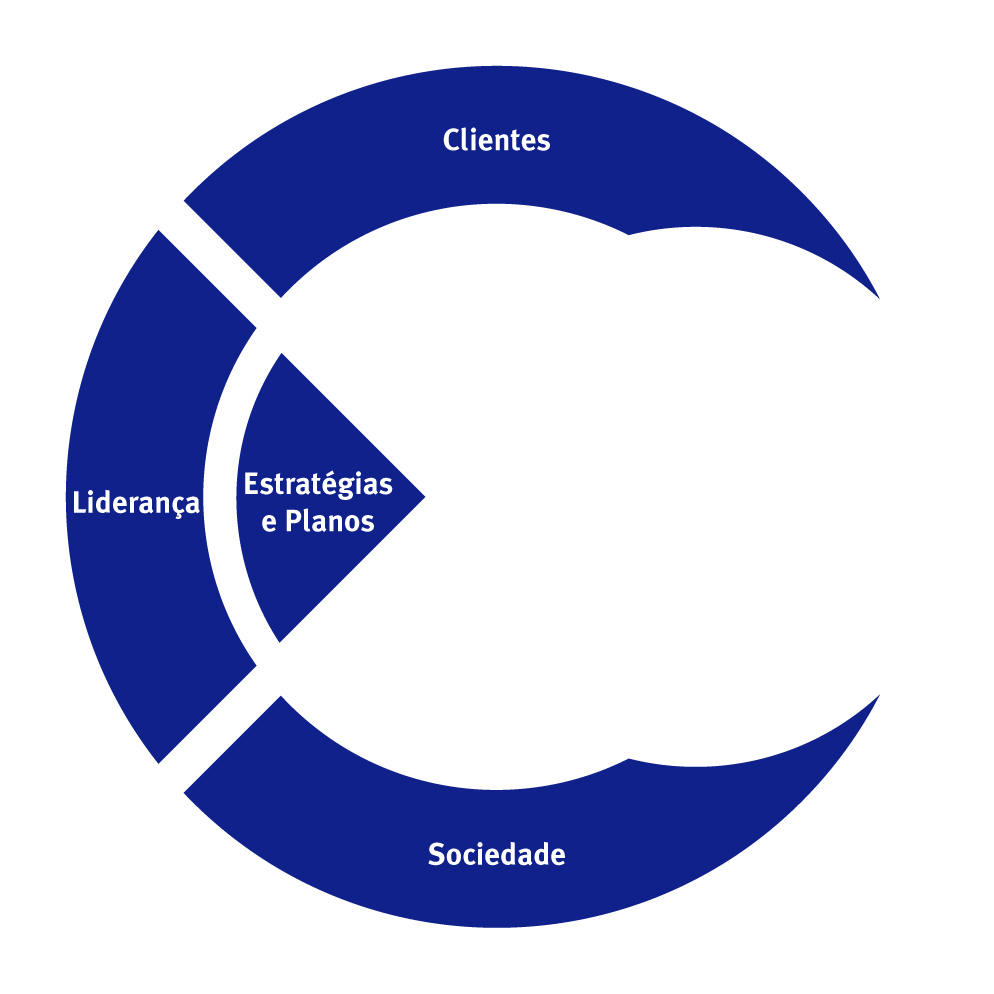 Clientes
Liderança
Estratégias
e Planos
Sociedade